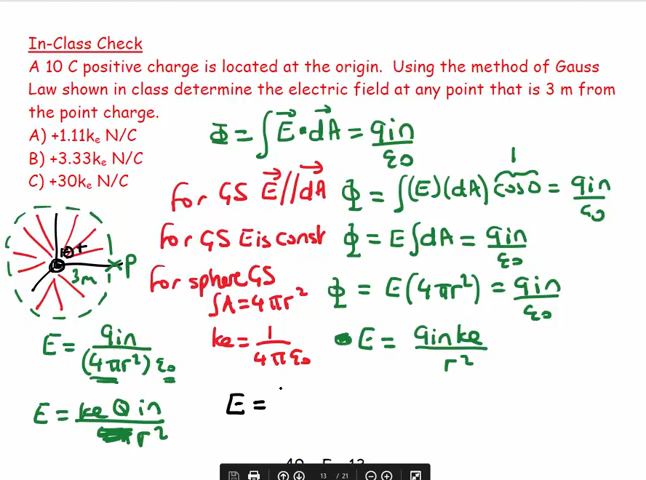 In-Class Check
A 10 C positive charge is located at the origin. Using the method of Gauss
Law shown in class determine the electric field at any point that is 3 m from
the point charge.
A) +1.11kₑ N/C
B) +3.33kₑ N/C
C) +30kₑ N/C
Φ = ∫ E⃗ • dA⃗ = qin/ε₀
For GS E⃗ // dA⃗ Φ = ∫(E)(dA) cos 0 = qin/ε₀
1
For GS E is const Φ = E ∫dA = qin/ε₀
For sphere GS
∫A = 4πr² Φ = E(4πr²) = qin/ε₀
10+
3m
P
E = qin/(4πr²)ε₀
ke = 1/4πε₀
E = qin ke/r²
E = ke Q in/r²
E =
13 / 21